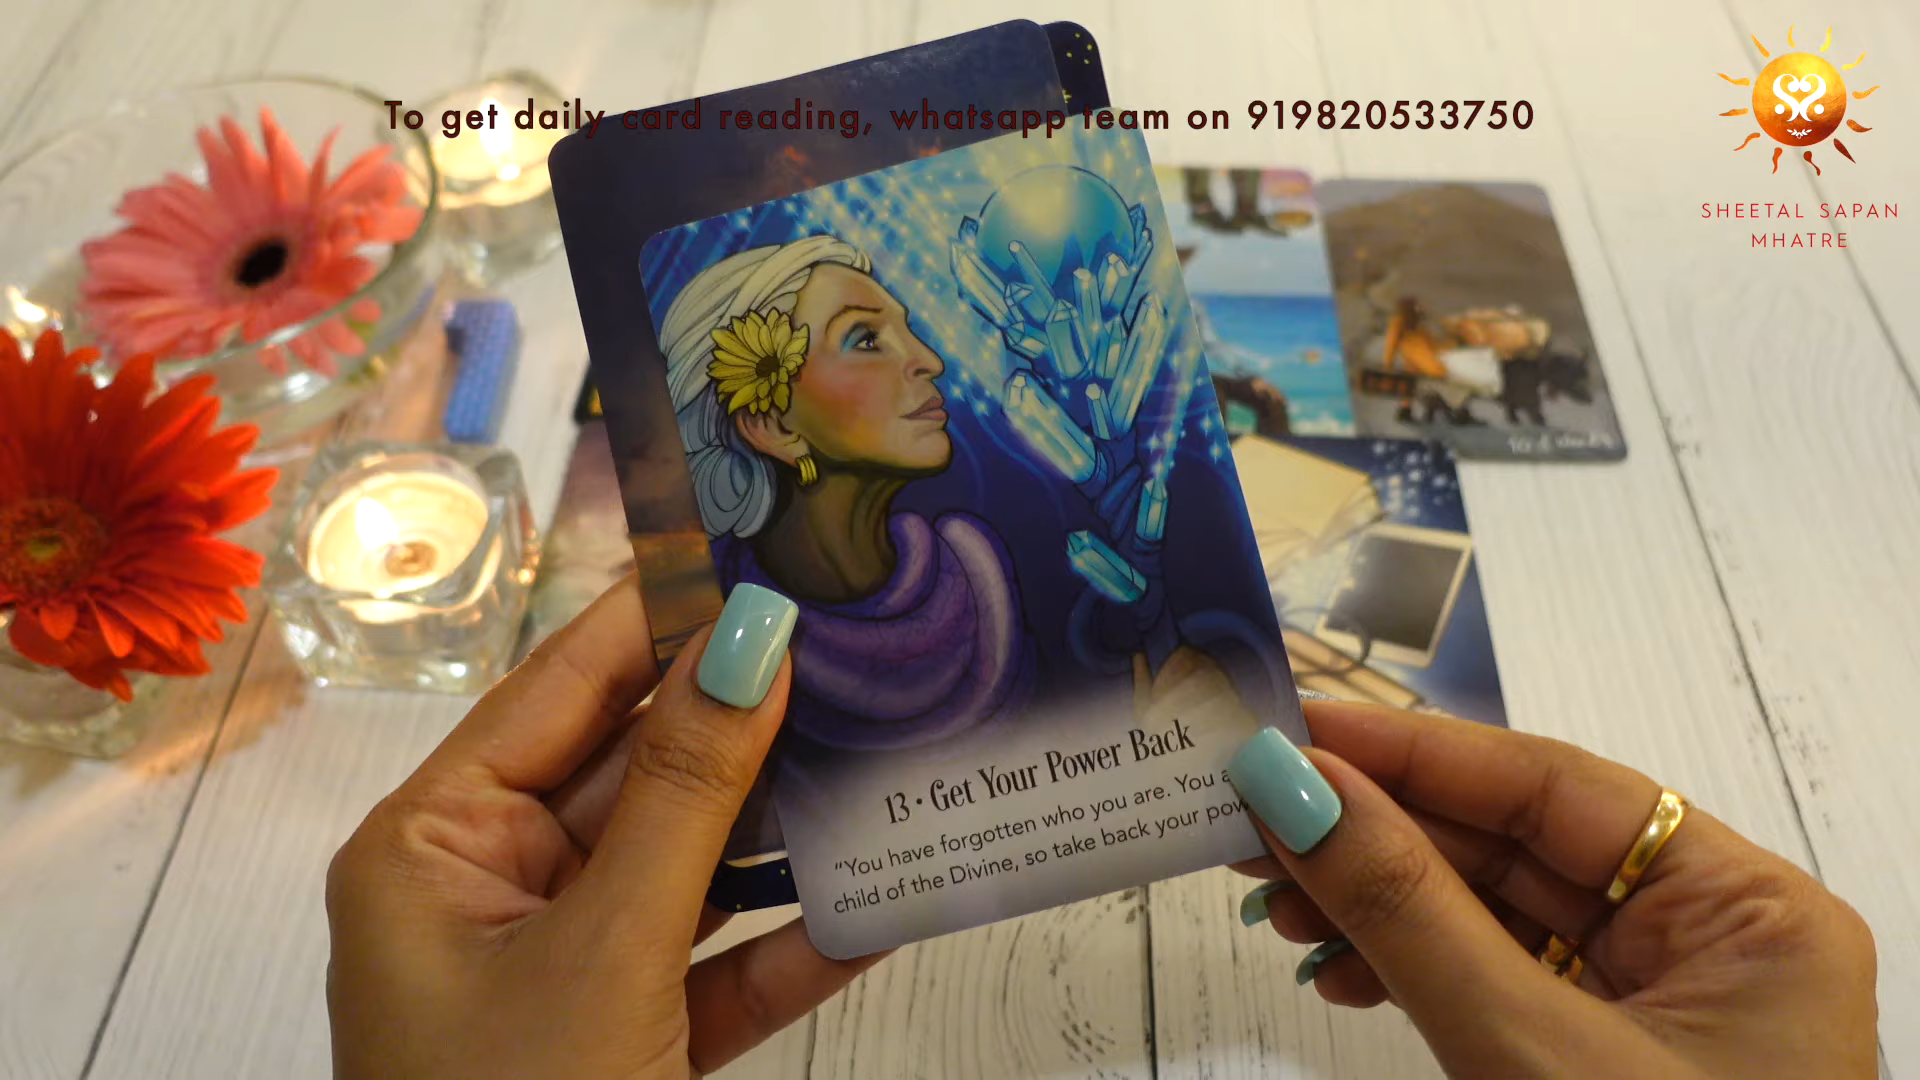 To get daily card reading, whatsapp team on 919820533750
SHEETAL SAPAN
MHATRE
13 • Get Your Power Back
"You have forgotten who you are. You
child of the Divine, so take back your